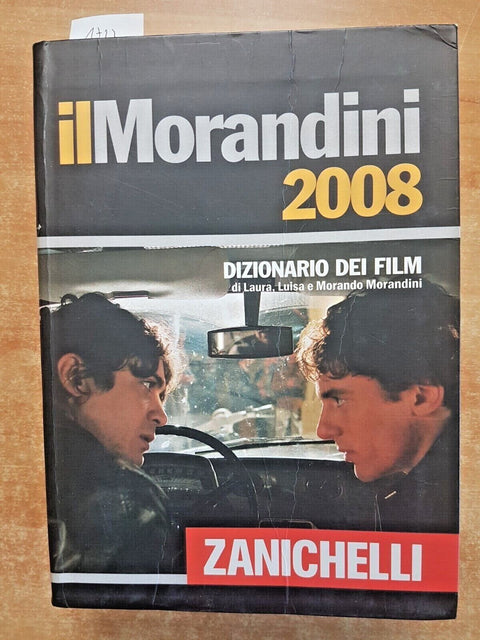 ilMorandini
2008
DIZIONARIO DEI FILM
di Laura, Luisa e Morando Morandini
ZANICHELLI